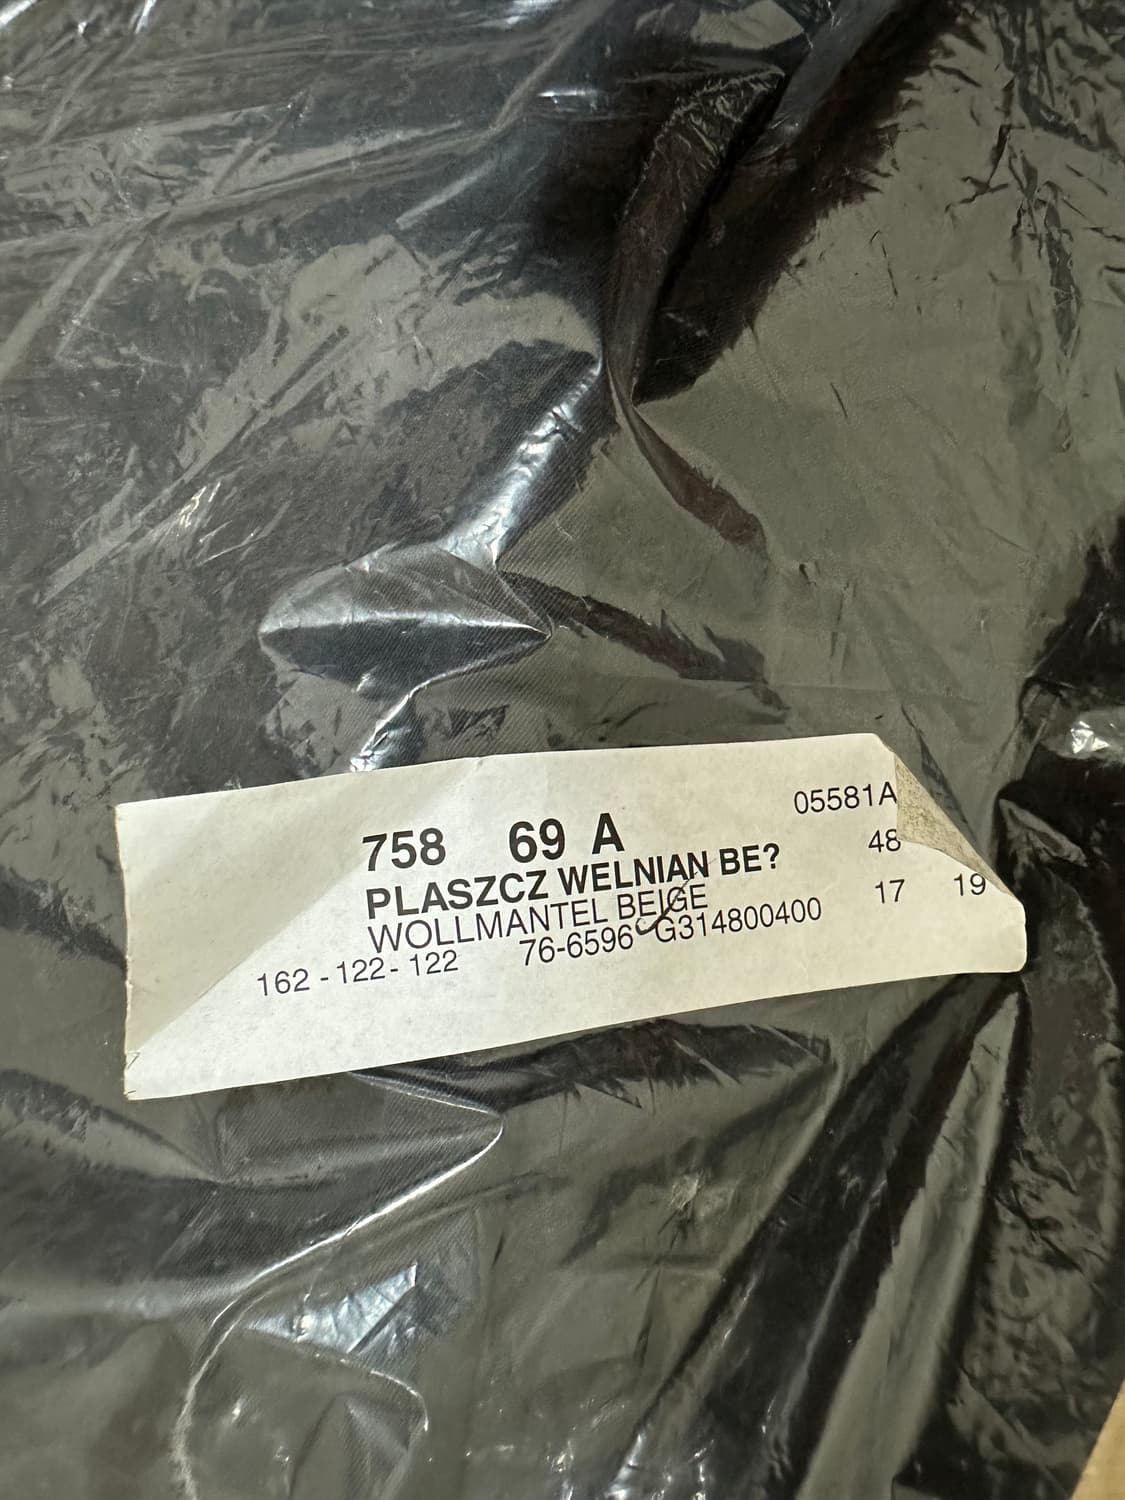 05581A
758 69 A 48
PLASZCZ WELNIAN BE?
WOLLMANTEL BEIGE 17 19
162 - 122 - 122 76-6596 G314800400